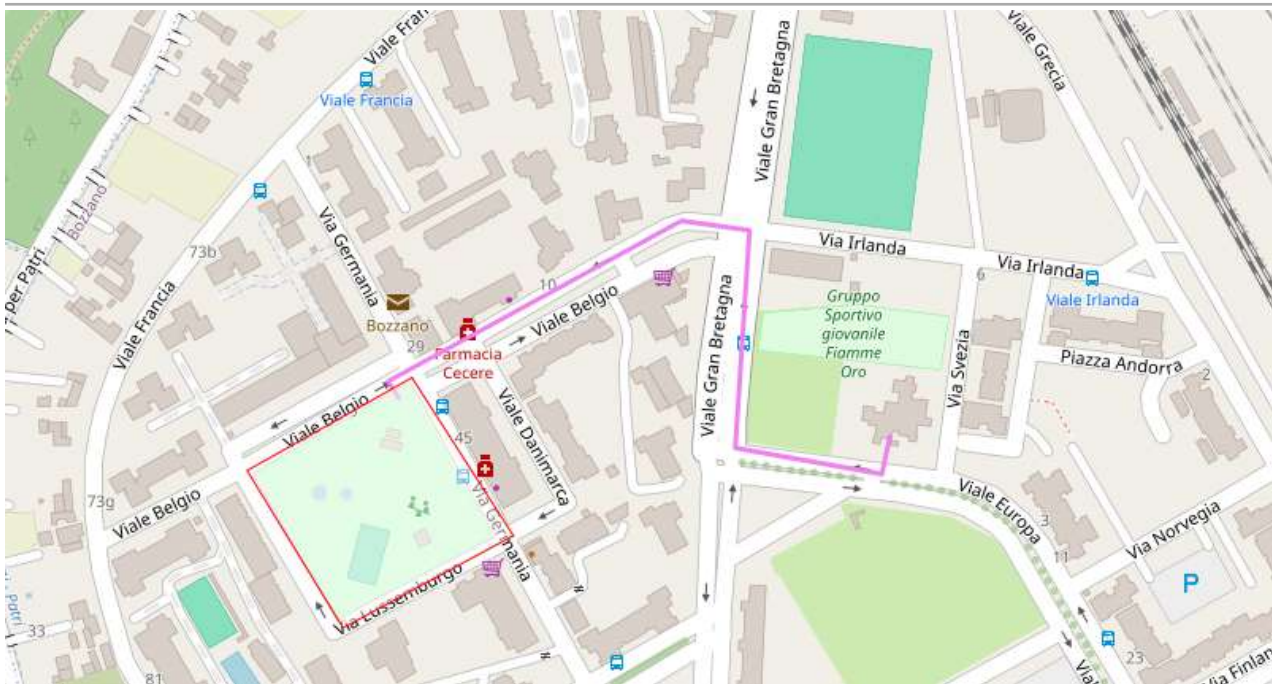 Viale Fran
Viale Grecia
Viale Francia
Viale Gran Bretagna
Bozzano
Via Germania
Via Irlanda
Via Irlanda
73b
per Patri
6
Viale Irlanda
10
Gruppo
Sportivo
giovanile
Fiamme
Oro
Viale Francia
Bozzano
Viale Belgio
Viale Gran Bretagna
29
Farmacia
Cecere
Via Svezia
Piazza Andorra
2
Viale Belgio
45
Viale Danimarca
73g
Viale Belgio
Via Germania
Viale Europa
3
11
Via Norvegia
P
Patri
Via Lussemburgo
33
81
23
Via Finlan